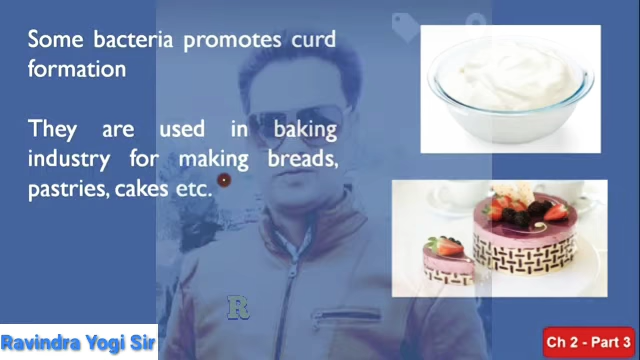 Some bacteria promotes curd
formation
They are used in baking
industry for making breads,
pastries, cakes etc.
R
Ravindra Yogi Sir
Ch 2 - Part 3